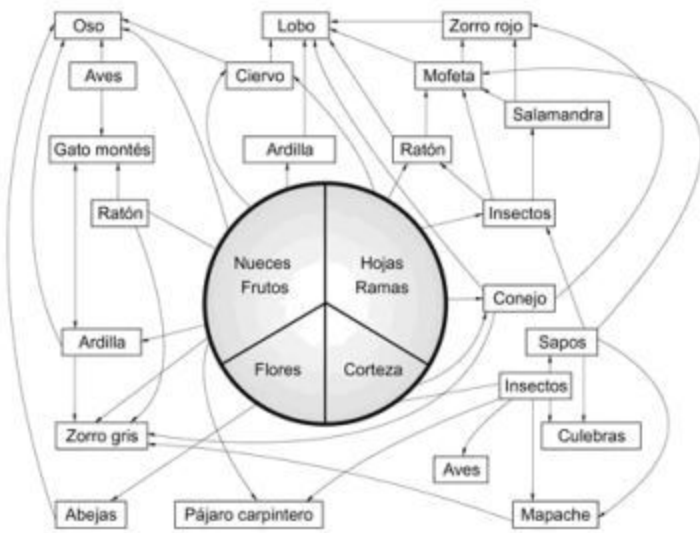 Oso
Lobo
Zorro rojo
Aves
Ciervo
Mofeta
Salamandra
Gato montés
Ardilla
Ratón
Ratón
Insectos
Nueces
Frutos
Hojas
Ramas
Conejo
Ardilla
Sapos
Flores
Corteza
Insectos
Zorro gris
Culebras
Aves
Abejas
Pájaro carpintero
Mapache